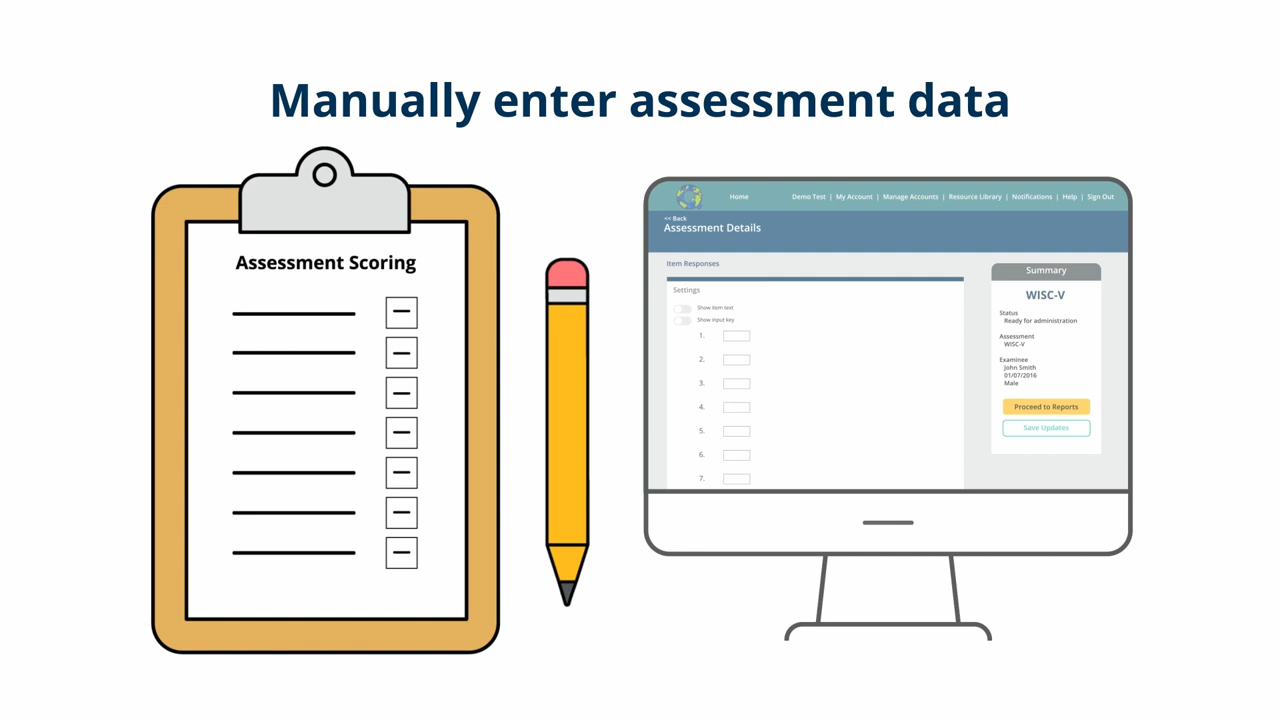 Manually enter assessment data
Assessment Scoring
Home
Demo Test | My Account | Manage Accounts | Resource Library | Notifications | Help | Sign Out
<< Back
Assessment Details
Item Responses
Settings
Show item text
Show input key
1.
2.
3.
4.
5.
6.
7.
Summary
WISC-V
Status
Ready for administration
Assessment
WISC-V
Examinee
John Smith
01/07/2016
Male
Proceed to Reports
Save Updates